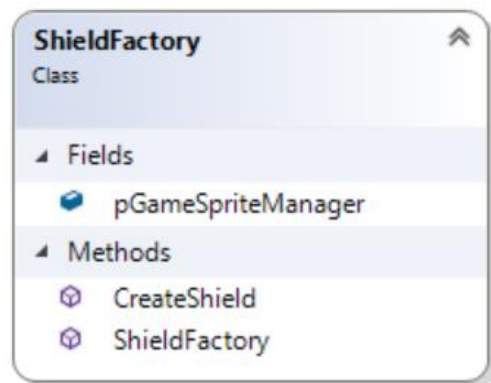 ShieldFactory
Class
Fields
pGameSpriteManager
Methods
CreateShield
ShieldFactory